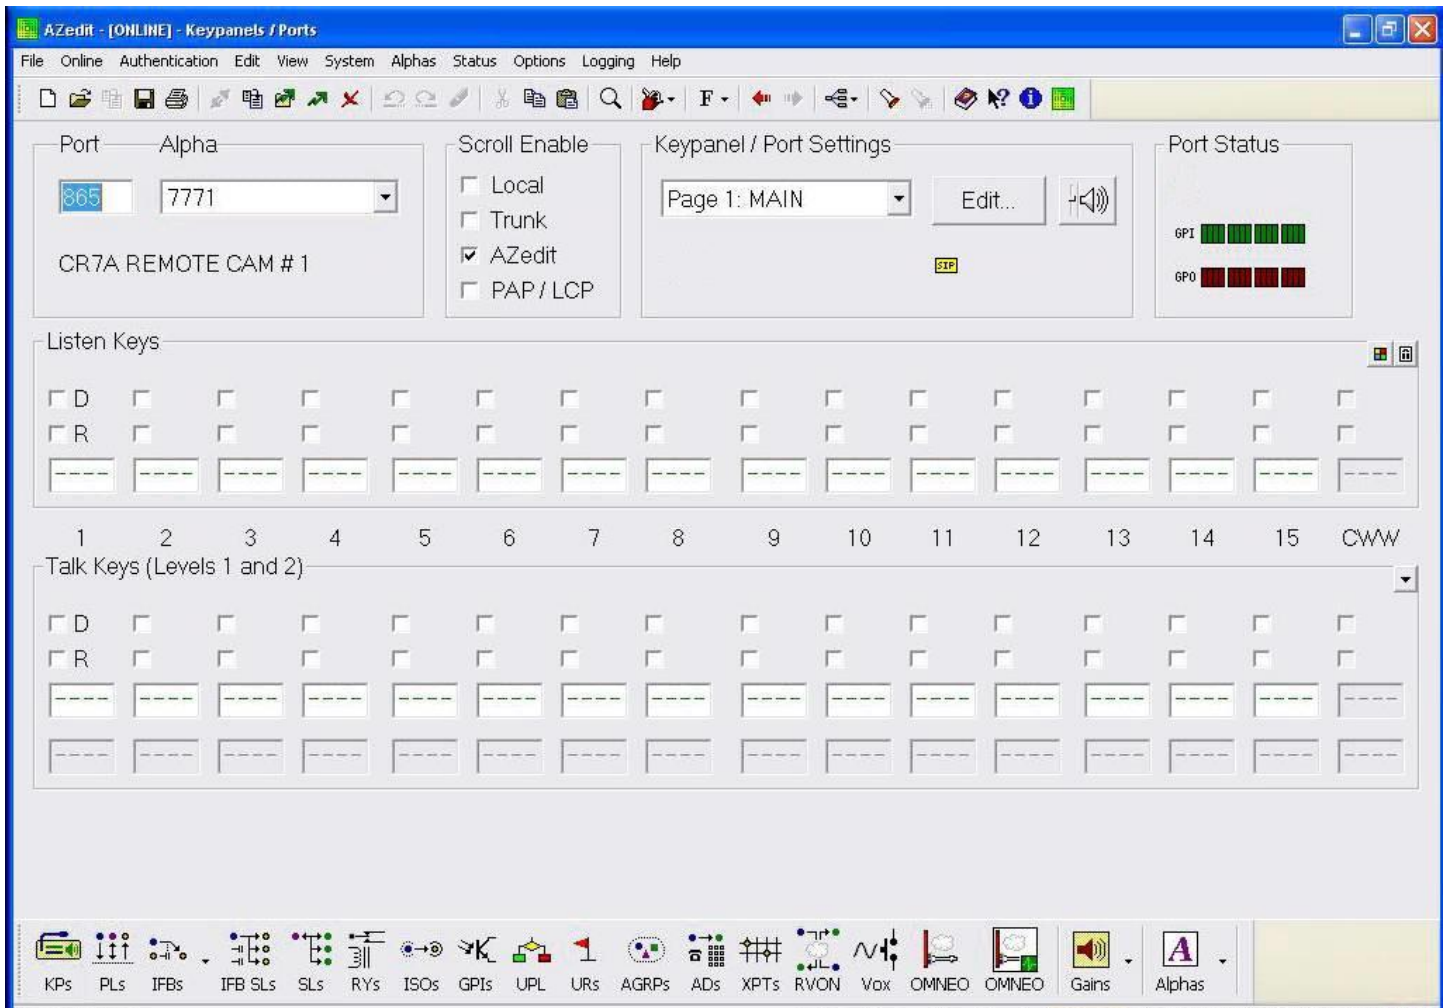 AZedit - [ONLINE] - Keypanels / Ports
File Online Authentication Edit View System Alphas Status Options Logging Help
F
Port Alpha Scroll Enable Keypanel / Port Settings Port Status
865 7771 Local Page 1: MAIN Edit...
Trunk
GPI
CR7A REMOTE CAM # 1 AZedit SIP
GPO
PAP / LCP
Listen Keys
D
R
---- ---- ---- ---- ---- ---- ---- ---- ---- ---- ---- ---- ---- ---- ---- ----
1 2 3 4 5 6 7 8 9 10 11 12 13 14 15 CWW
Talk Keys (Levels 1 and 2)
D
R
---- ---- ---- ---- ---- ---- ---- ---- ---- ---- ---- ---- ---- ---- ---- ----
---- ---- ---- ---- ---- ---- ---- ---- ---- ---- ---- ---- ---- ---- ---- ----
A
KPs PLs IFBs IFB SLs SLs RYs ISOs GPIs UPL URs AGRPs ADs XPTs RVON Vox OMNEO OMNEO Gains Alphas